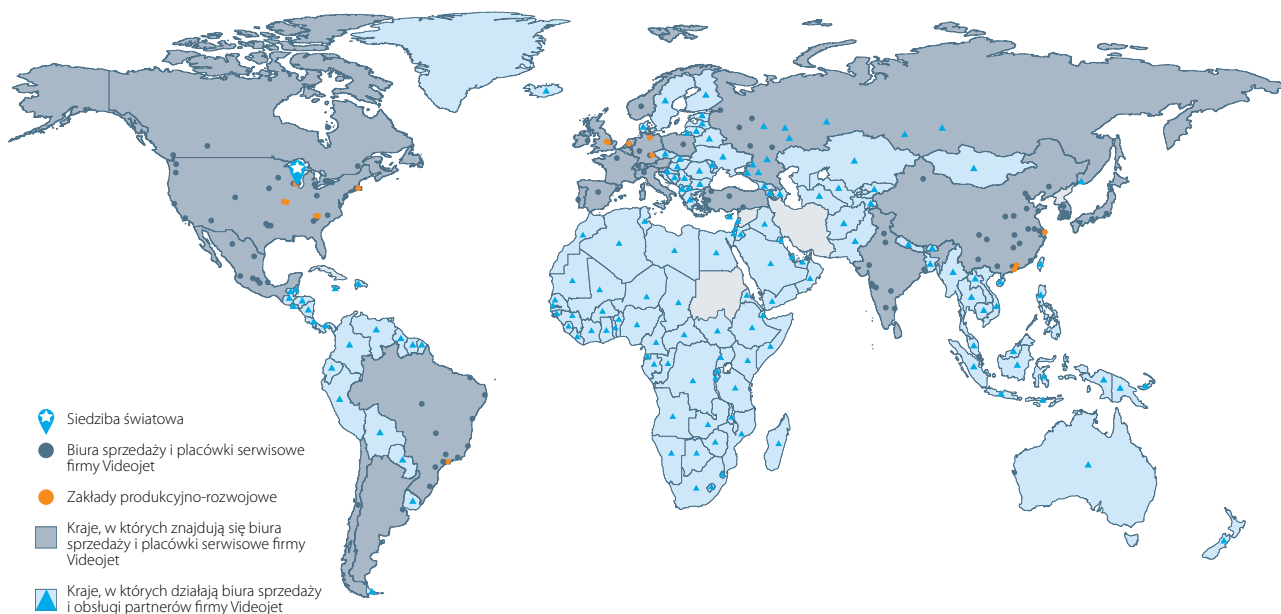 Siedziba światowa
Biura sprzedaży i placówki serwisowe
firmy Videojet
Zakłady produkcyjno-rozwojowe
Kraje, w których znajdują się biura
sprzedaży i placówki serwisowe firmy
Videojet
Kraje, w których działają biura sprzedaży
i obsługi partnerów firmy Videojet